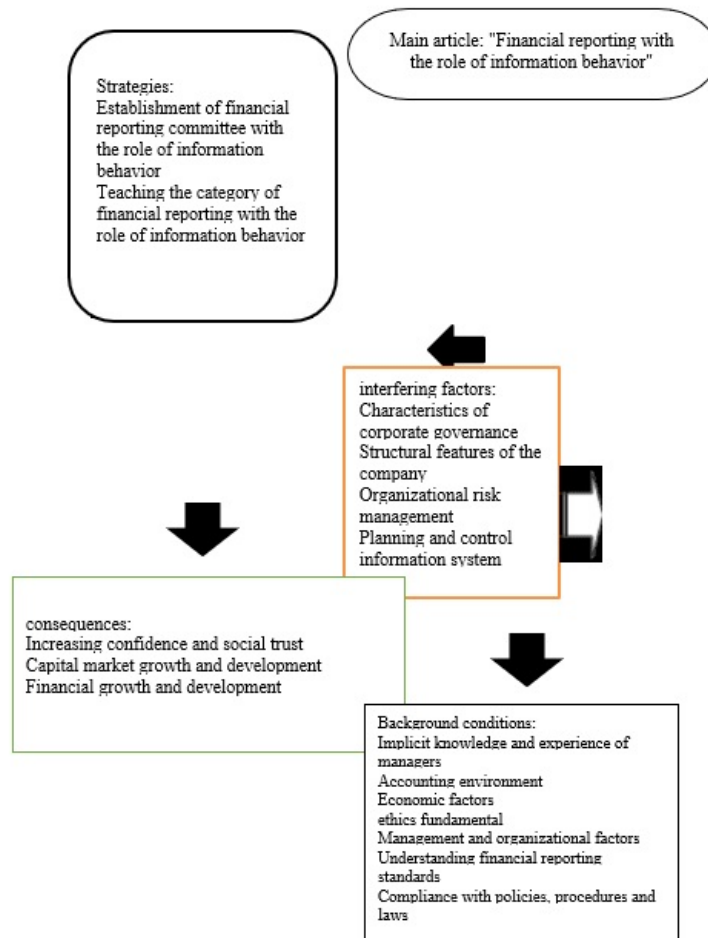 Main article: "Financial reporting with
the role of information behavior"
Strategies:
Establishment of financial
reporting committee with
the role of information
behavior
Teaching the category of
financial reporting with the
role of information behavior
interfering factors:
Characteristics of
corporate governance
Structural features of the
company
Organizational risk
management
Planning and control
information system
consequences:
Increasing confidence and social trust
Capital market growth and development
Financial growth and development
Background conditions:
Implicit knowledge and experience of
managers
Accounting environment
Economic factors
ethics fundamental
Management and organizational factors
Understanding financial reporting
standards
Compliance with policies, procedures and
laws